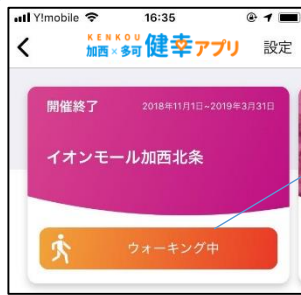 Y!mobile 16:35
KENKOU
加西×多可 健幸アプリ 設定
開催終了 2018年11月1日~2019年3月31日
イオンモール加西北条
ウォーキング中